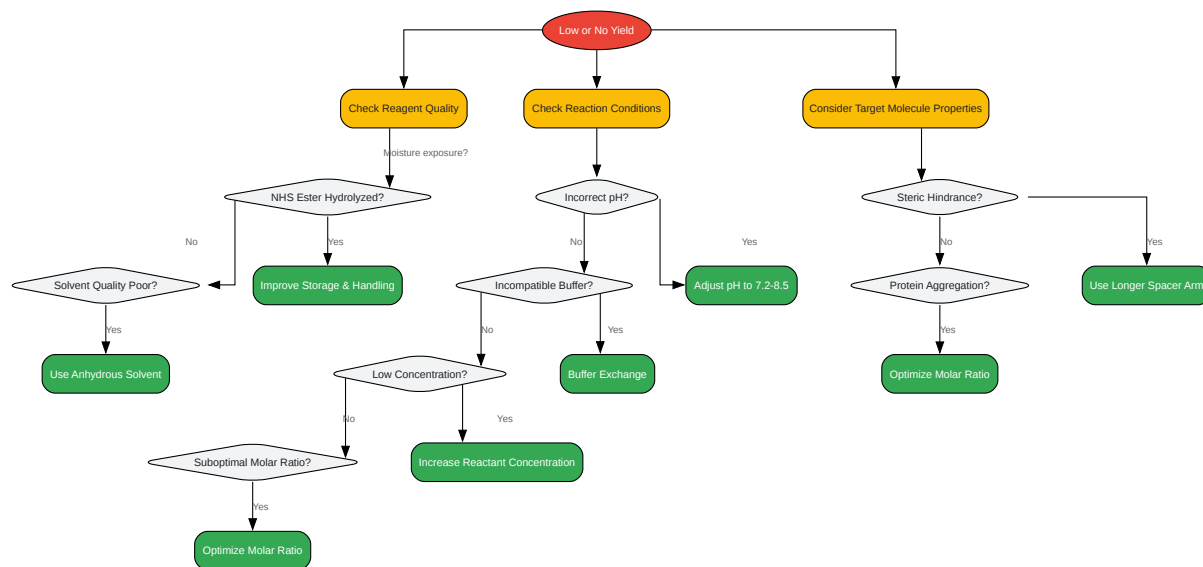 Low or No Yield
Check Reagent Quality
Check Reaction Conditions
Consider Target Molecule Properties
Moisture exposure?
NHS Ester Hydrolyzed?
Incorrect pH?
Steric Hindrance?
No
Yes
No
Yes
No
Yes
Solvent Quality Poor?
Improve Storage & Handling
Incompatible Buffer?
Adjust pH to 7.2-8.5
Protein Aggregation?
Use Longer Spacer Arm
Yes
No
Yes
Yes
Use Anhydrous Solvent
Low Concentration?
Buffer Exchange
Optimize Molar Ratio
No
Yes
Suboptimal Molar Ratio?
Increase Reactant Concentration
Yes
Optimize Molar Ratio